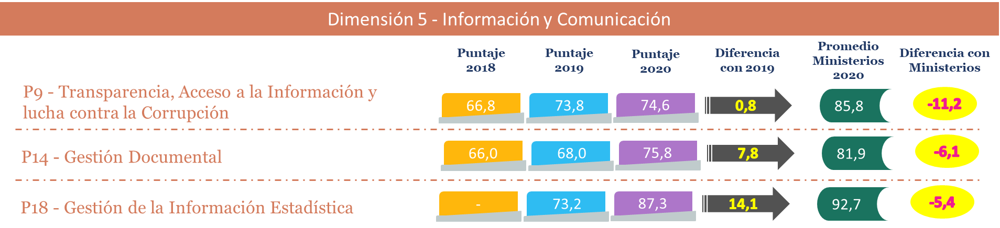 Dimensión 5 - Información y Comunicación
Puntaje 2018
Puntaje 2019
Puntaje 2020
Diferencia con 2019
Promedio Ministerios 2020
Diferencia con Ministerios
P9 - Transparencia, Acceso a la Información y
lucha contra la Corrupción
66,8 73,8 74,6 0,8 85,8 -11,2
P14 - Gestión Documental 66,0 68,0 75,8 7,8 81,9 -6,1
P18 - Gestión de la Información Estadística - 73,2 87,3 14,1 92,7 -5,4